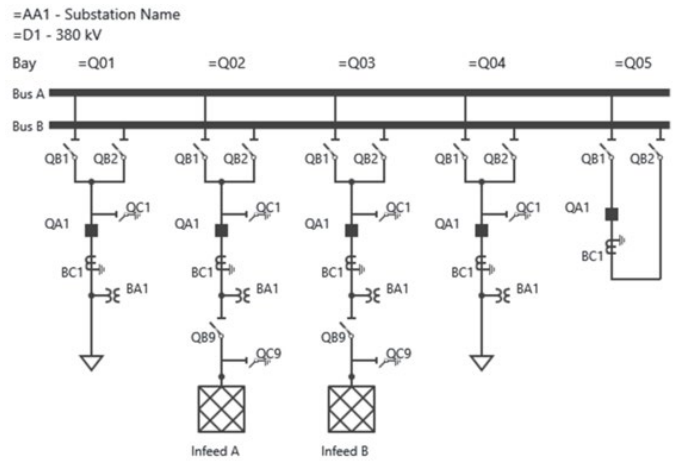 =AA1 - Substation Name
=D1 - 380 kV
Bay =Q01 =Q02 =Q03 =Q04 =Q05
Bus A
Bus B
QB1 QB2 QB1 QB2 QB1 QB2 QB1 QB2 QB1 QB2
QC1 QC1 QC1 QC1
QA1 QA1 QA1 QA1 QA1
BC1 BC1 BC1 BC1 BC1
BA1 BA1 BA1 BA1
QB9 QB9
QC9 QC9
Infeed A Infeed B